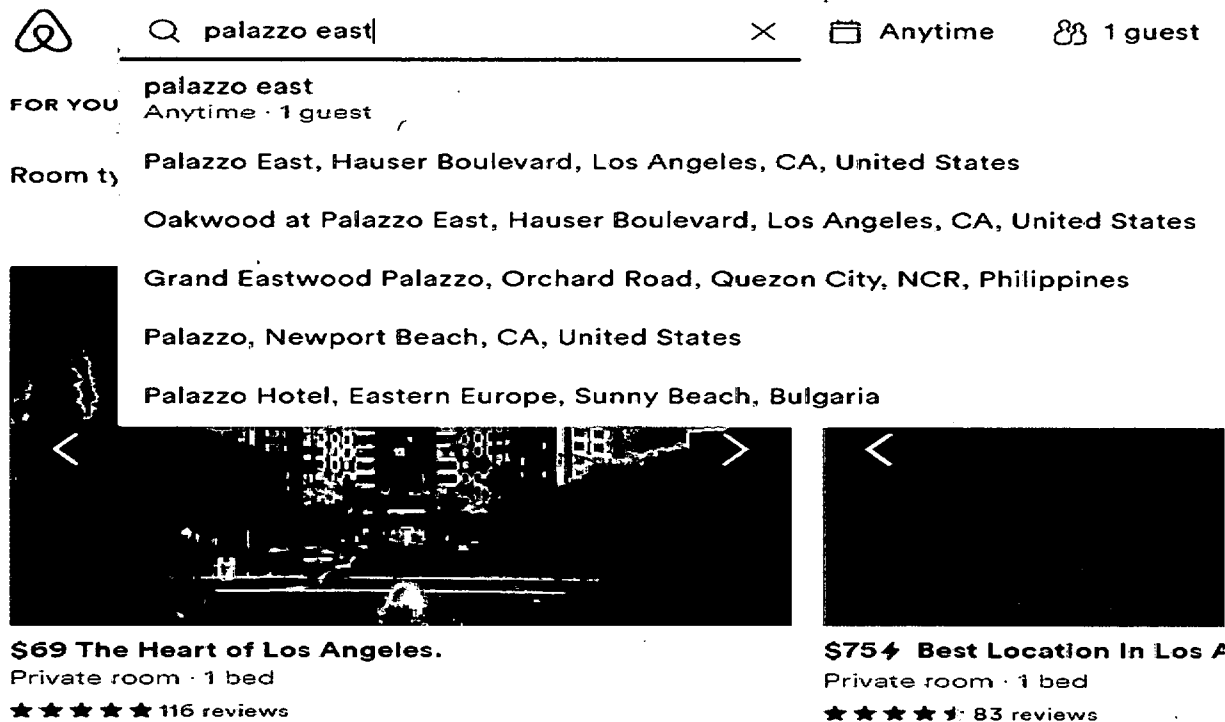 palazzo east
Anytime
1 guest
palazzo east
Anytime · 1 guest
FOR YOU
Palazzo East, Hauser Boulevard, Los Angeles, CA, United States
Room ty
Oakwood at Palazzo East, Hauser Boulevard, Los Angeles, CA, United States
Grand Eastwood Palazzo, Orchard Road, Quezon City, NCR, Philippines
Palazzo, Newport Beach, CA, United States
Palazzo Hotel, Eastern Europe, Sunny Beach, Bulgaria
$69 The Heart of Los Angeles.
Private room · 1 bed
116 reviews
$75 Best Location In Los A
Private room · 1 bed
83 reviews